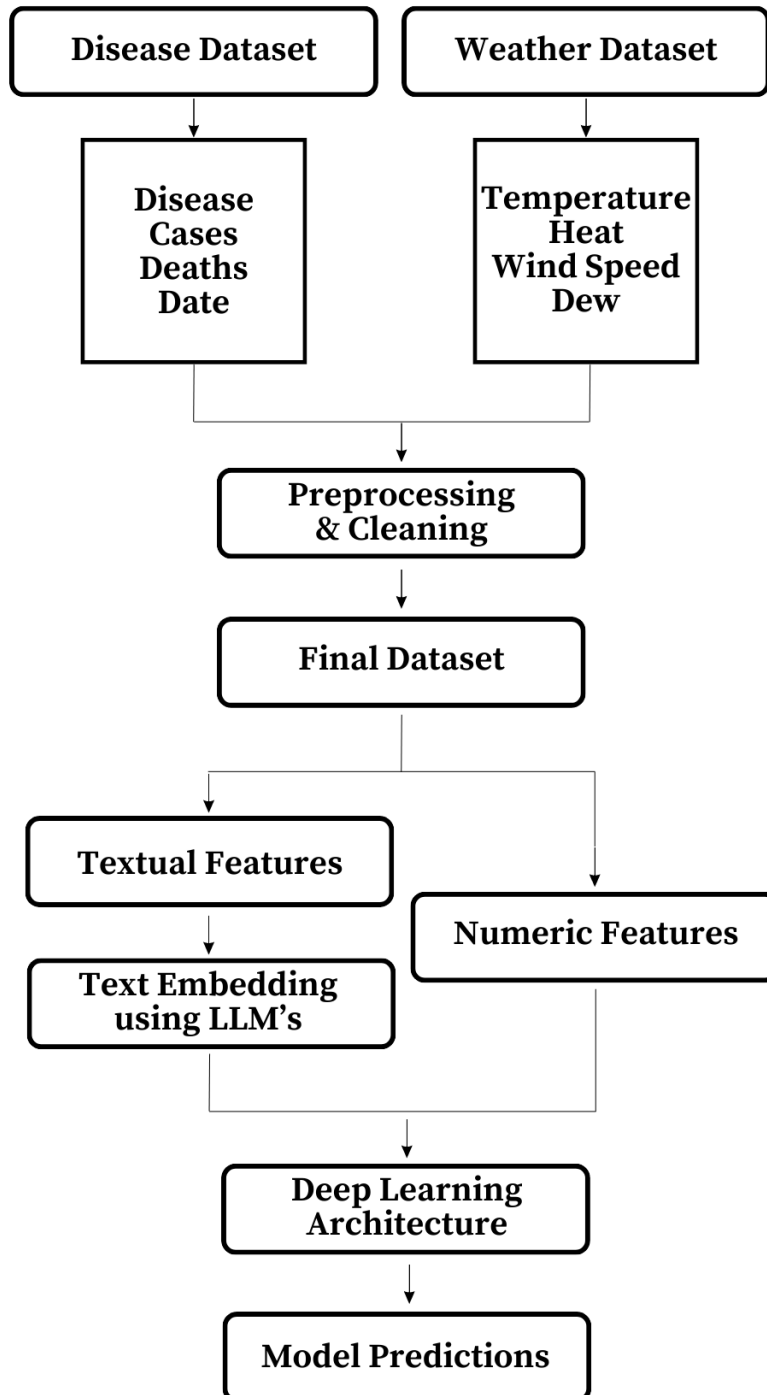 Disease Dataset
Weather Dataset
Disease
Cases
Deaths
Date
Temperature
Heat
Wind Speed
Dew
Preprocessing
& Cleaning
Final Dataset
Textual Features
Numeric Features
Text Embedding
using LLM’s
Deep Learning
Architecture
Model Predictions